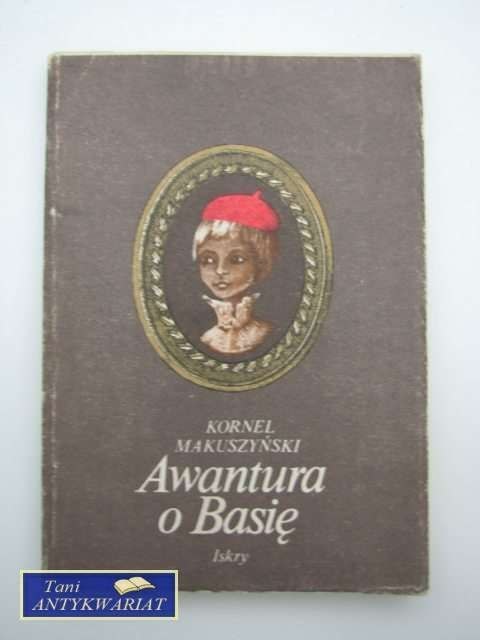 KORNEL
MAKUSZYŃSKI
Awantura
o Basię
Iskry
Tani
ANTYKWARIAT